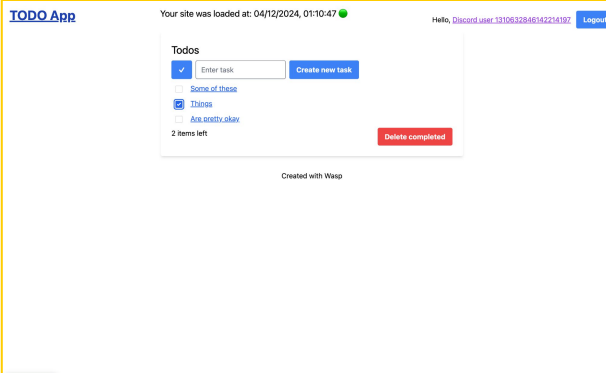 TODO App
Your site was loaded at: 04/12/2024, 01:10:47
Hello, Discord user 1310632846142214197
Logout
Todos
Enter task
Create new task
Some of these
Things
Are pretty okay
2 items left
Delete completed
Created with Wasp